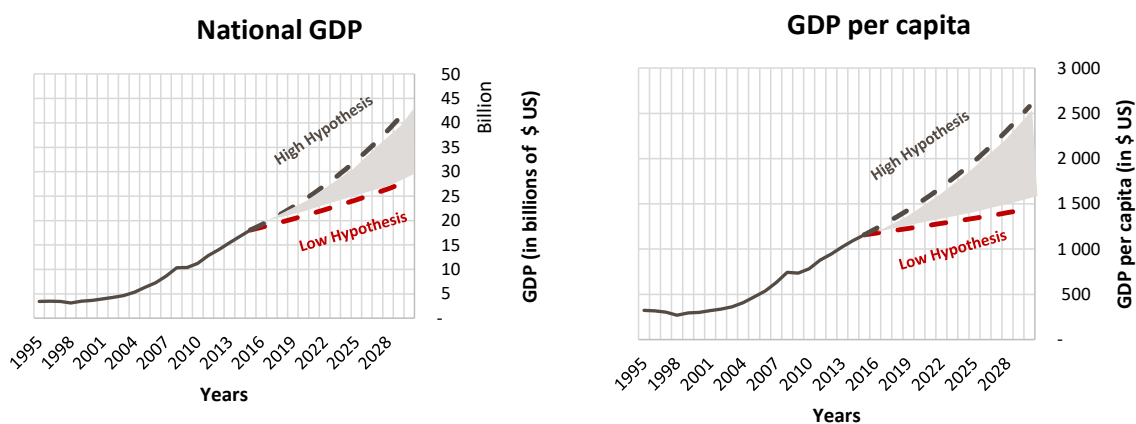 National GDP
50
45
40
35
30
25
20
15
10
5
-
Billion
GDP (in billions of $ US)
High Hypothesis
Low Hypothesis
1995 1998 2001 2004 2007 2010 2013 2016 2019 2022 2025 2028
Years
GDP per capita
3 000
2 500
2 000
1 500
1 000
500
-
GDP per capita (in $ US)
High Hypothesis
Low Hypothesis
1995 1998 2001 2004 2007 2010 2013 2016 2019 2022 2025 2028
Years